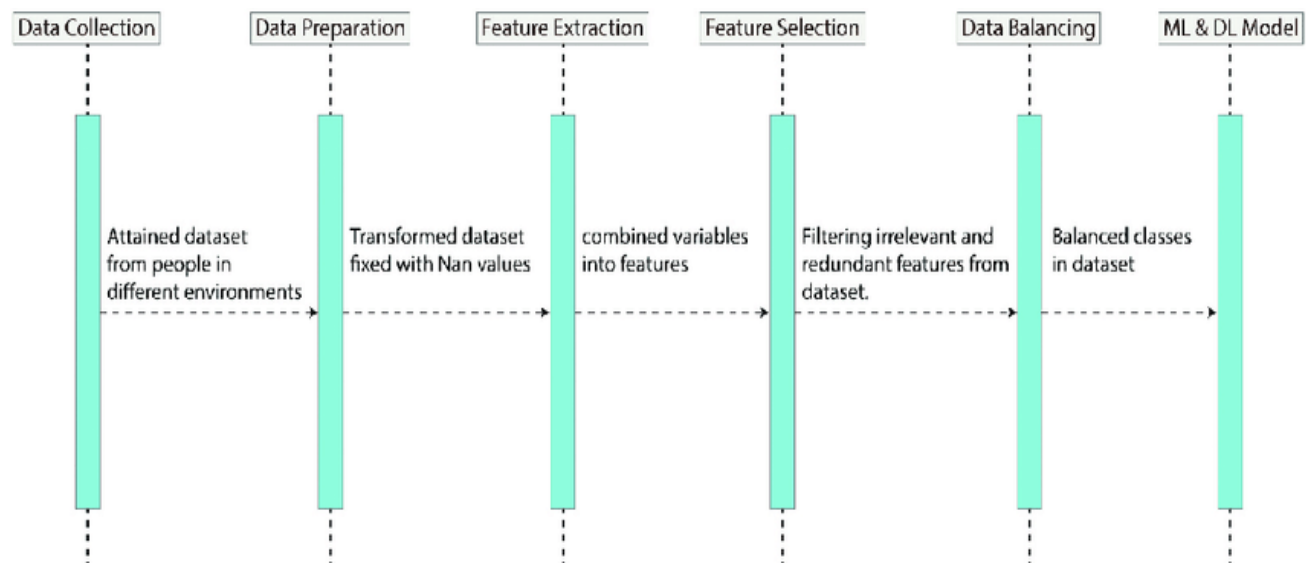 Data Collection
Data Preparation
Feature Extraction
Feature Selection
Data Balancing
ML & DL Model
Attained dataset
from people in
different environments
Transformed dataset
fixed with Nan values
combined variables
into features
Filtering irrelevant and
redundant features from
dataset.
Balanced classes
in dataset